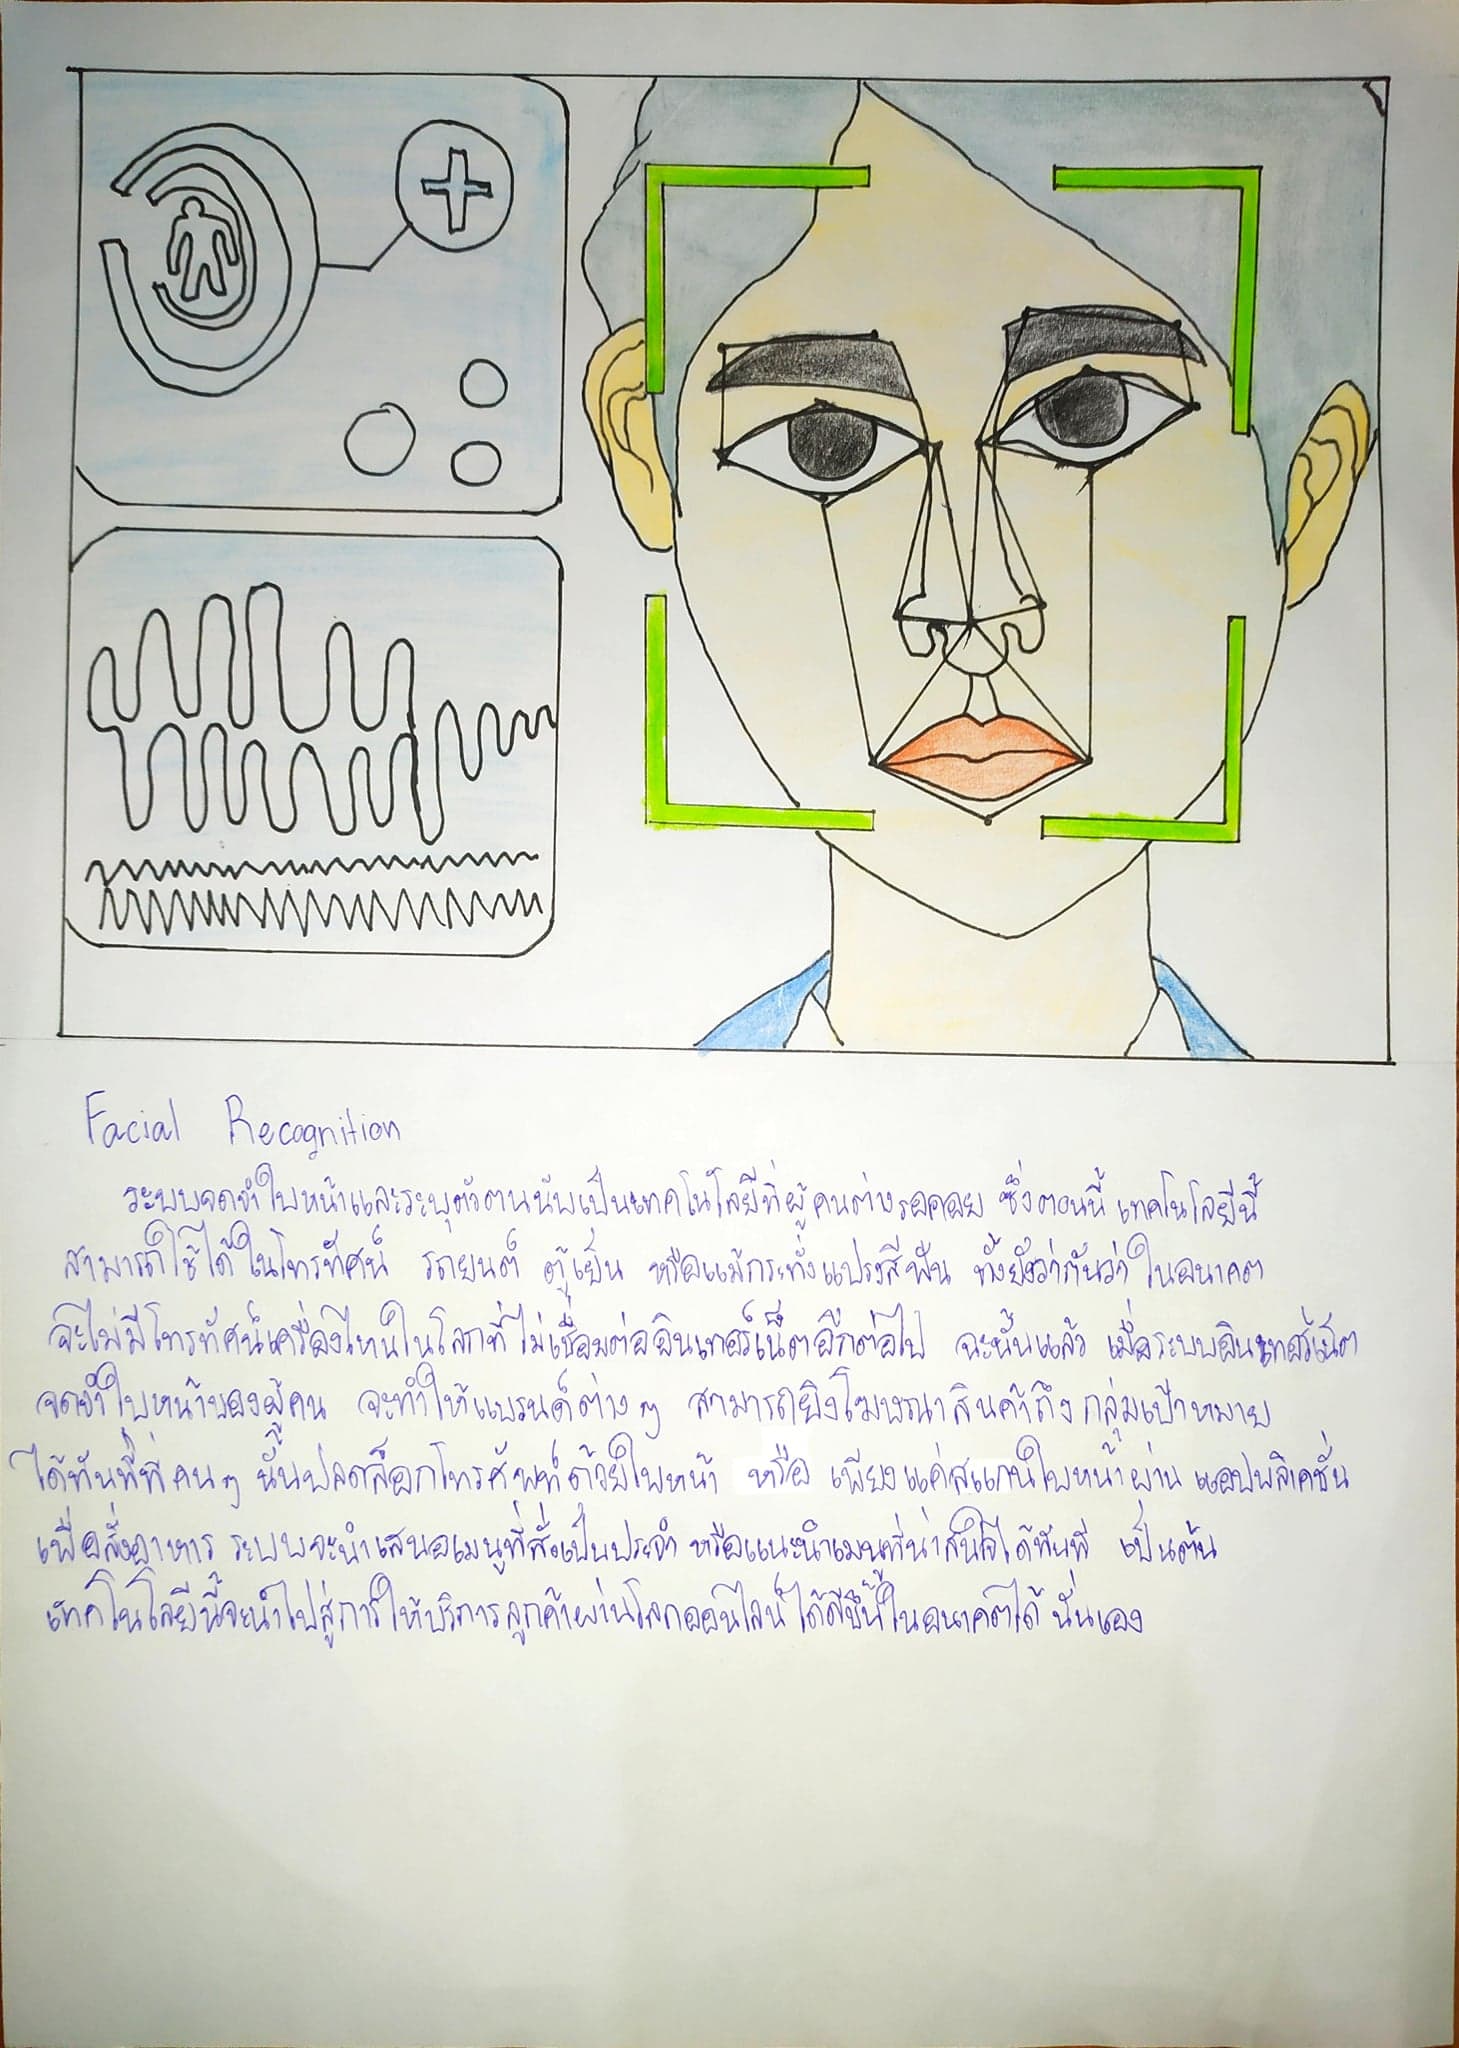 Facial Recognition
ระบบจดจำใบหน้าและระบุตัวตนนับเป็นเทคโนโลยีที่ผู้คนต่างรอคอย ซึ่งตอนนี้ เทคโนโลยีนี้
สามารถใช้ได้ในโทรทัศน์ รถยนต์ ตู้เย็น หรือแม้กระทั่งแปรงสีฟัน ทั้งยังว่ากันว่า ในอนาคต
จะไม่มีโทรทัศน์เครื่องไหนในโลกที่ไม่เชื่อมต่ออินเทอร์เน็ตอีกต่อไป ฉะนั้นแล้ว เมื่อระบบอินเทอร์เน็ต
จดจำใบหน้าของผู้คน จะทำให้แบรนด์ต่างๆ สามารถยิงโฆษณาสินค้าถึงกลุ่มเป้าหมาย
ได้ทันทีที่คนๆ นั้นปลดล็อกโทรศัพท์ด้วยใบหน้า หรือ เพียงแค่สแกนใบหน้าผ่าน แอปพลิเคชั่น
เพื่อสั่งอาหาร ระบบจะนำเสนอเมนูที่สั่งเป็นประจำ หรือแนะนำเมนูที่น่าสนใจได้ทันที เป็นต้น
เทคโนโลยีนี้จะนำไปสู่การให้บริการลูกค้าผ่านโลกออนไลน์ได้ดีขึ้นในอนาคตได้ นั่นเอง